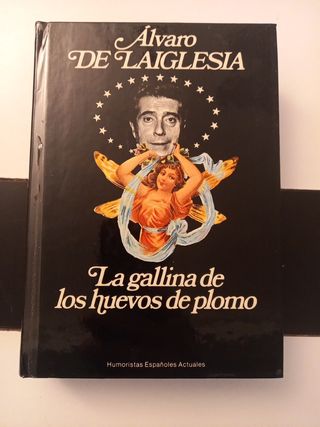 Álvaro
DE LAIGLESIA
La gallina de
los huevos de plomo
Humoristas Españoles Actuales